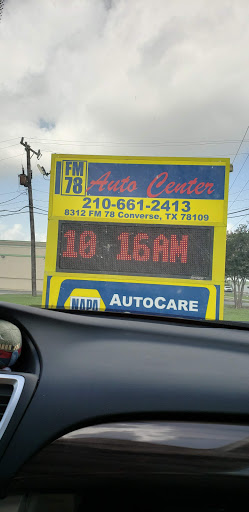 FM
78
Auto Center
210-661-2413
8312 FM 78 Converse, TX 78109
10 16AM
NAPA
AUTOCARE